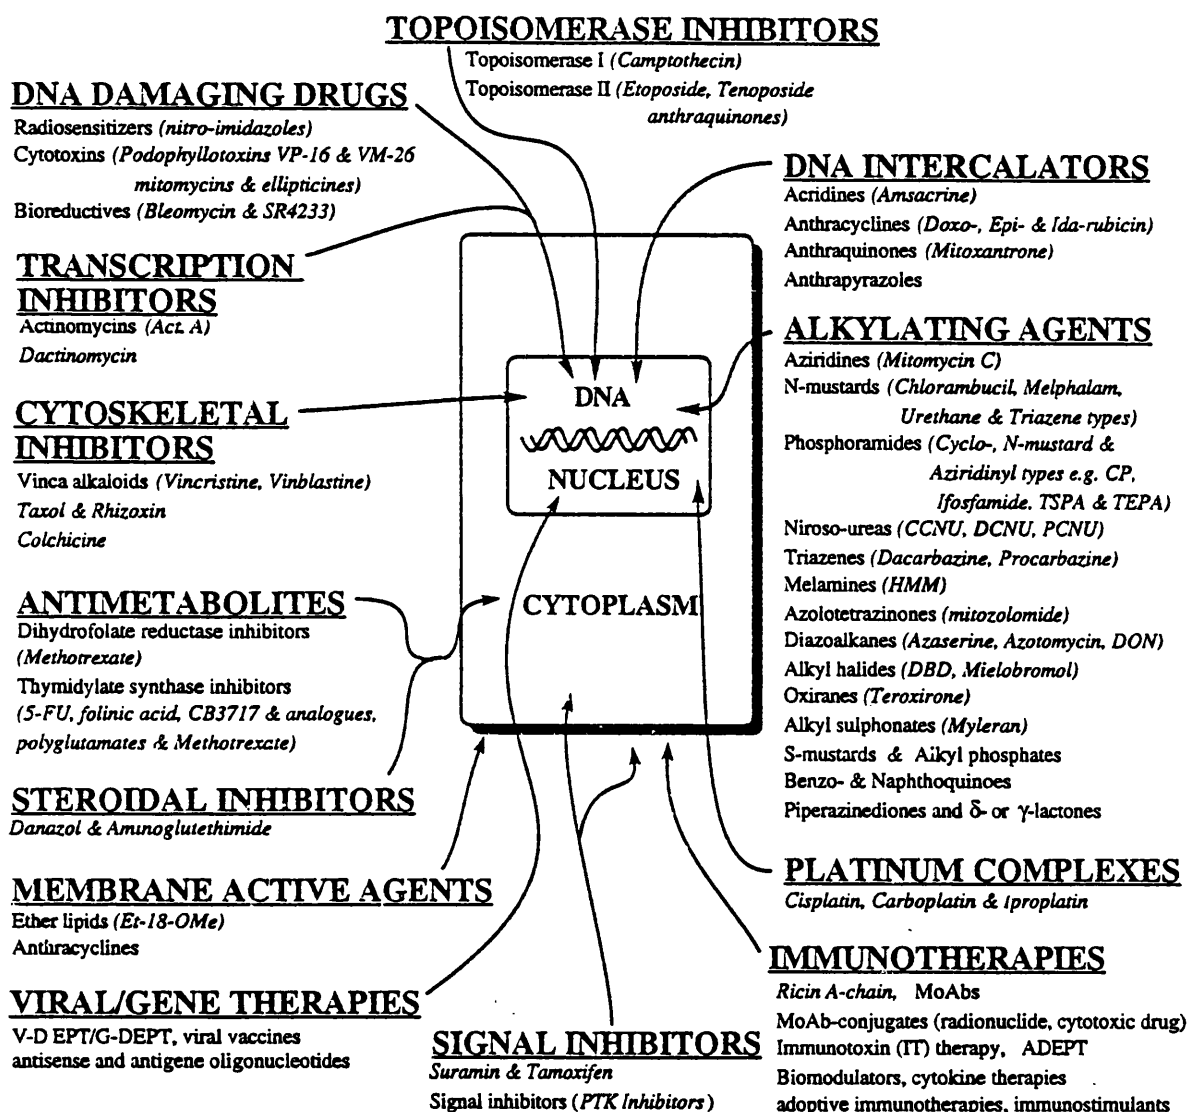 TOPOISOMERASE INHIBITORS
Topoisomerase I (Camptothecin)
Topoisomerase II (Etoposide, Tenoposide
anthraquinones)
DNA DAMAGING DRUGS
Radiosensitizers (nitro-imidazoles)
Cytotoxins (Podophyllotoxins VP-16 & VM-26
mitomycins & ellipticines)
Bioreductives (Bleomycin & SR4233)
TRANSCRIPTION
INHIBITORS
Actinomycins (Act. A)
Dactinomycin
CYTOSKELETAL
INHIBITORS
Vinca alkaloids (Vincristine, Vinblastine)
Taxol & Rhizoxin
Colchicine
ANTIMETABOLITES
Dihydrofolate reductase inhibitors
(Methotrexate)
Thymidylate synthase inhibitors
(5-FU, folinic acid, CB3717 & analogues,
polyglutamates & Methotrexate)
STEROIDAL INHIBITORS
Danazol & Aminoglutethimide
MEMBRANE ACTIVE AGENTS
Ether lipids (Et-18-OMe)
Anthracyclines
VIRAL/GENE THERAPIES
V-D EPT/G-DEPT, viral vaccines
antisense and antigene oligonucleotides
DNA
NUCLEUS
CYTOPLASM
SIGNAL INHIBITORS
Suramin & Tamoxifen
Signal inhibitors (PTK Inhibitors)
DNA INTERCALATORS
Acridines (Amsacrine)
Anthracyclines (Doxo-, Epi- & Ida-rubicin)
Anthraquinones (Mitoxantrone)
Anthrapyrazoles
ALKYLATING AGENTS
Aziridines (Mitomycin C)
N-mustards (Chlorambucil, Melphalam,
Urethane & Triazene types)
Phosphoramides (Cyclo-, N-mustard &
Aziridinyl types e.g. CP,
Ifosfamide. TSPA & TEPA)
Niroso-ureas (CCNU, DCNU, PCNU)
Triazenes (Dacarbazine, Procarbazine)
Melamines (HMM)
Azolotetrazinones (mitozolomide)
Diazoalkanes (Azaserine, Azotomycin, DON)
Alkyl halides (DBD, Mielobromol)
Oxiranes (Teroxirone)
Alkyl sulphonates (Myleran)
S-mustards & Alkyl phosphates
Benzo- & Naphthoquinoes
Piperazinediones and δ- or γ-lactones
PLATINUM COMPLEXES
Cisplatin, Carboplatin & Iproplatin
IMMUNOTHERAPIES
Ricin A-chain, MoAbs
MoAb-conjugates (radionuclide, cytotoxic drug)
Immunotoxin (IT) therapy, ADEPT
Biomodulators, cytokine therapies
adoptive immunotherapies, immunostimulants